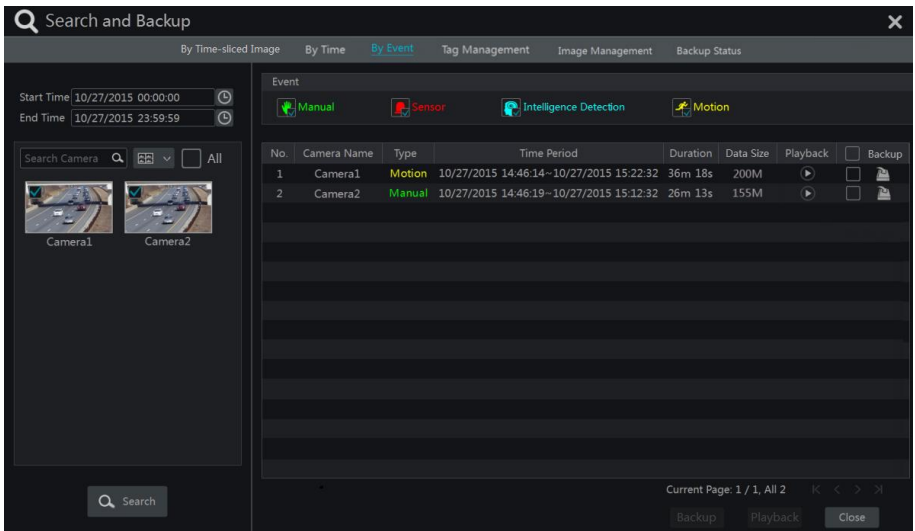 Search and Backup
By Time-sliced Image By Time By Event Tag Management Image Management Backup Status
Start Time 10/27/2015 00:00:00
End Time 10/27/2015 23:59:59
Search Camera All
Camera1 Camera2
Search
Event
Manual Sensor Intelligence Detection Motion
No. Camera Name Type Time Period Duration Data Size Playback Backup
1 Camera1 Motion 10/27/2015 14:46:14~10/27/2015 15:22:32 36m 18s 200M
2 Camera2 Manual 10/27/2015 14:46:19~10/27/2015 15:12:32 26m 13s 155M
Current Page: 1 / 1, All 2
Backup Playback Close